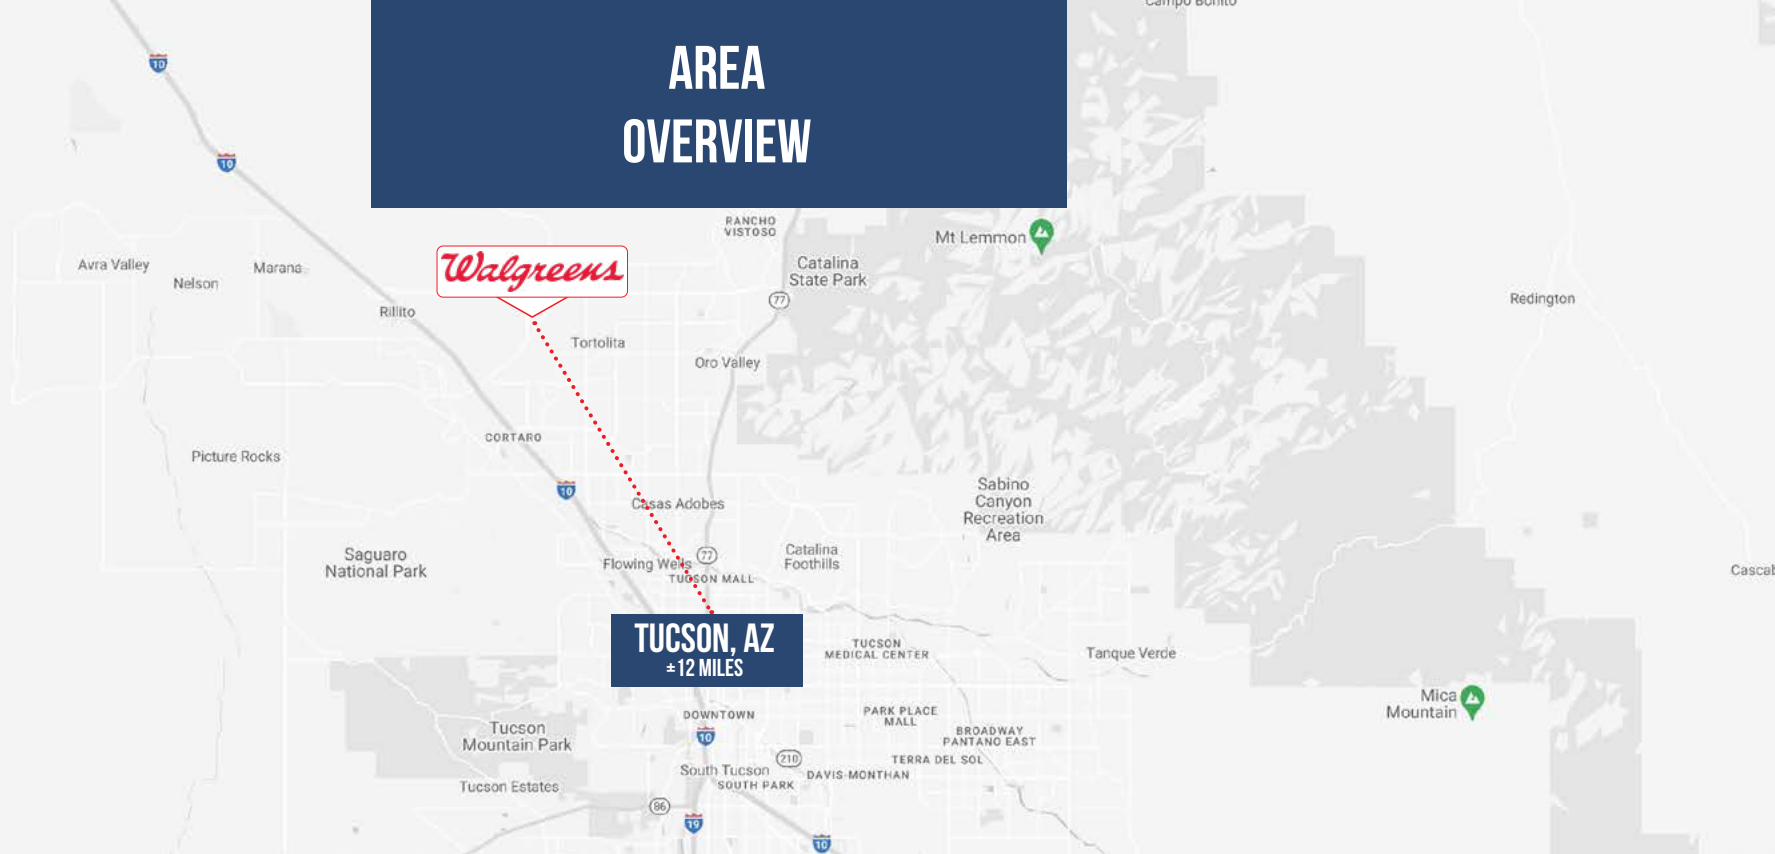 Campo Bonito
10
AREA
OVERVIEW
10
RANCHO
VISTOSO
Mt Lemmon
Avra Valley
Nelson
Marana
Walgreens
Catalina
State Park
77
Redington
Rillito
Tortolita
Oro Valley
CORTARO
Picture Rocks
10
Casas Adobes
Sabino
Canyon
Recreation
Area
Saguaro
National Park
Flowing Wells
77
TUCSON MALL
Catalina
Foothills
Cascab
TUCSON, AZ
±12 MILES
TUCSON
MEDICAL CENTER
Tanque Verde
Mica
Mountain
DOWNTOWN
10
PARK PLACE
MALL
BROADWAY
PANTANO EAST
Tucson
Mountain Park
210
TERRA DEL SOL
South Tucson
SOUTH PARK
DAVIS-MONTHAN
Tucson Estates
86
19
10